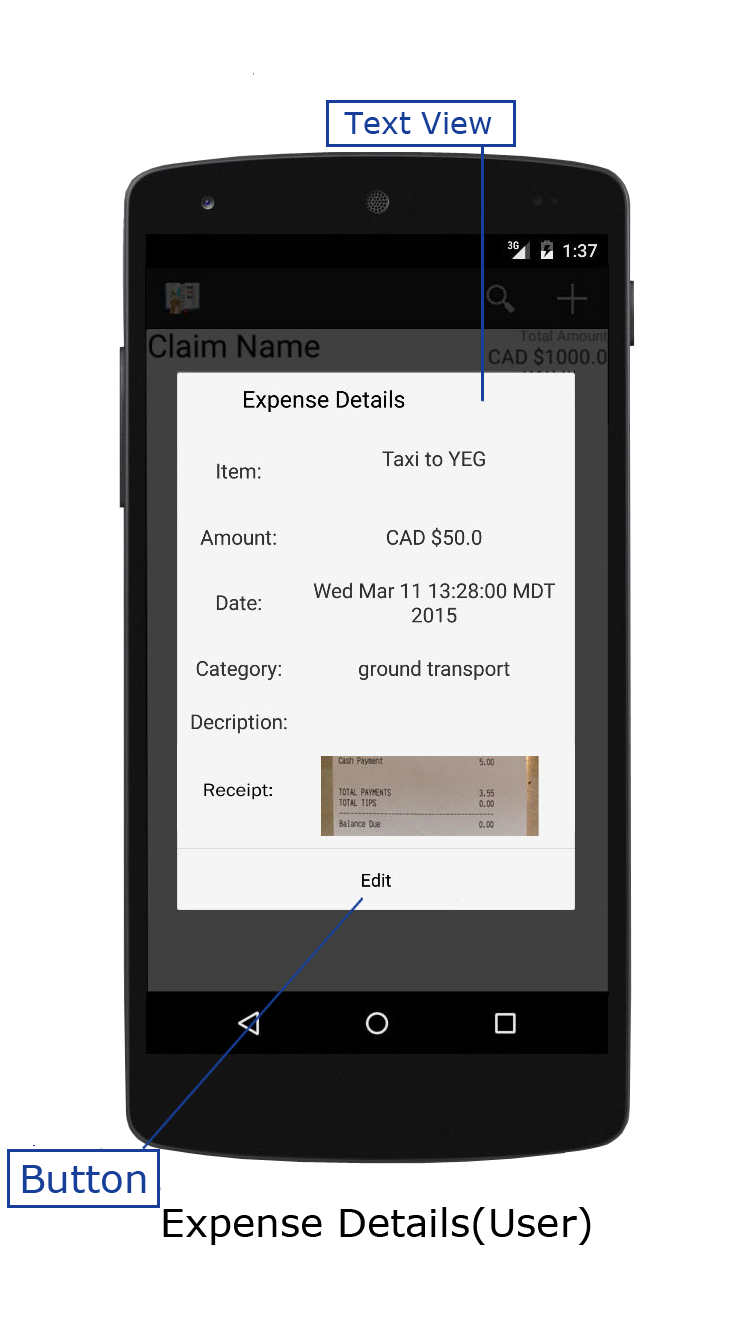 Text View
3G 1:37
Claim Name
Total Amount
CAD $1000.0
Expense Details
Item: Taxi to YEG
Amount: CAD $50.0
Date: Wed Mar 11 13:28:00 MDT
2015
Category: ground transport
Decription:
Receipt:
Cash Payment 5.00
TOTAL PAYMENTS 3.55
TOTAL TIPS 0.00
Balance Due 0.00
Edit
Button
Expense Details(User)